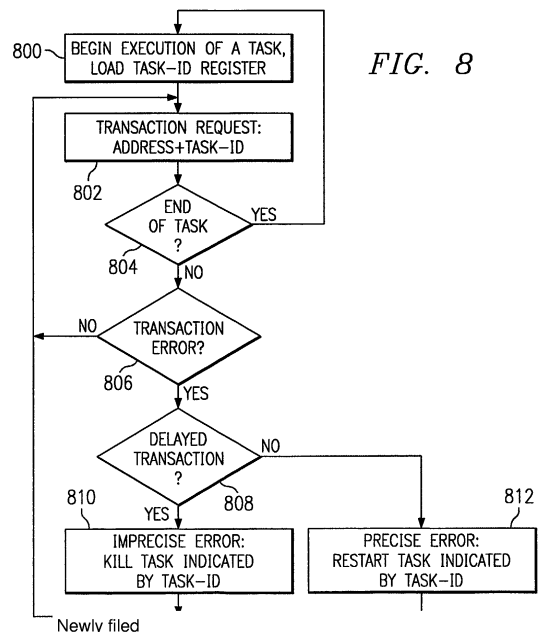 800
BEGIN EXECUTION OF A TASK,
LOAD TASK-ID REGISTER
FIG. 8
TRANSACTION REQUEST:
ADDRESS+TASK-ID
802
END
OF TASK
?
YES
804
NO
TRANSACTION
ERROR?
NO
806
YES
DELAYED
TRANSACTION
?
NO
808
YES
810
IMPRECISE ERROR:
KILL TASK INDICATED
BY TASK-ID
812
PRECISE ERROR:
RESTART TASK INDICATED
BY TASK-ID
Newly filed